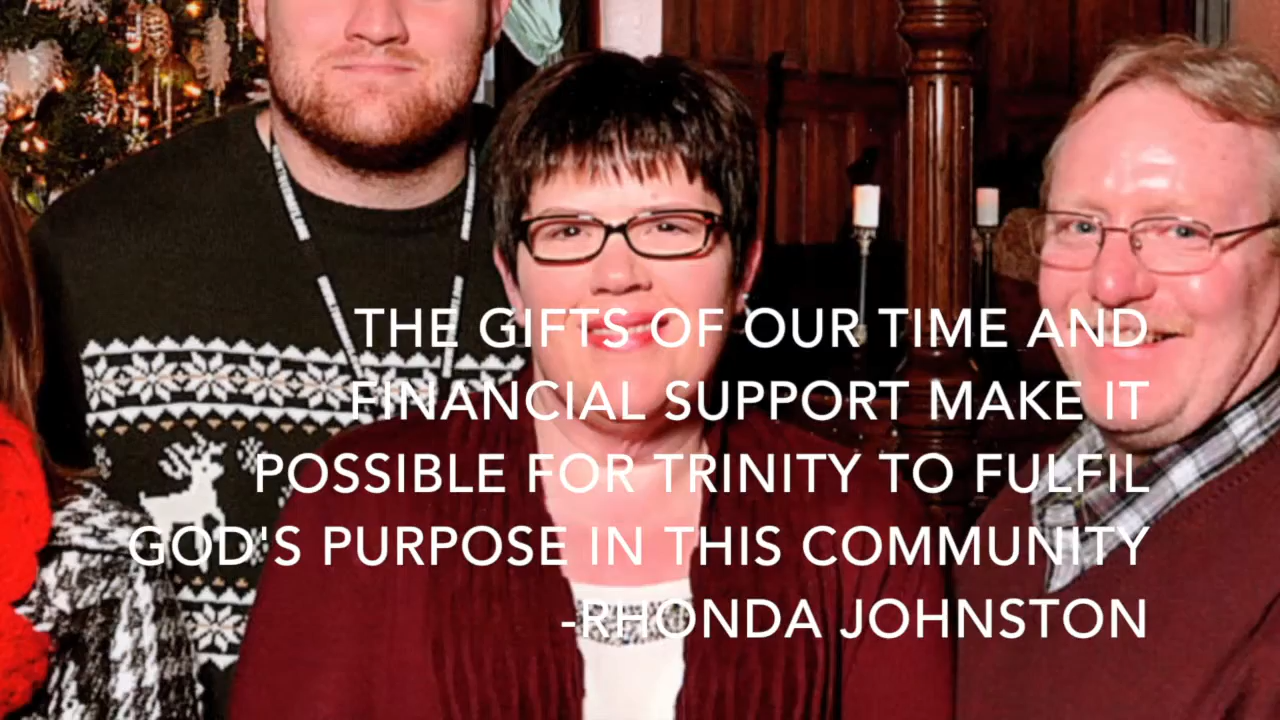 THE GIFTS OF OUR TIME AND
FINANCIAL SUPPORT MAKE IT
POSSIBLE FOR TRINITY TO FULFIL
GOD'S PURPOSE IN THIS COMMUNITY
-RHONDA JOHNSTON